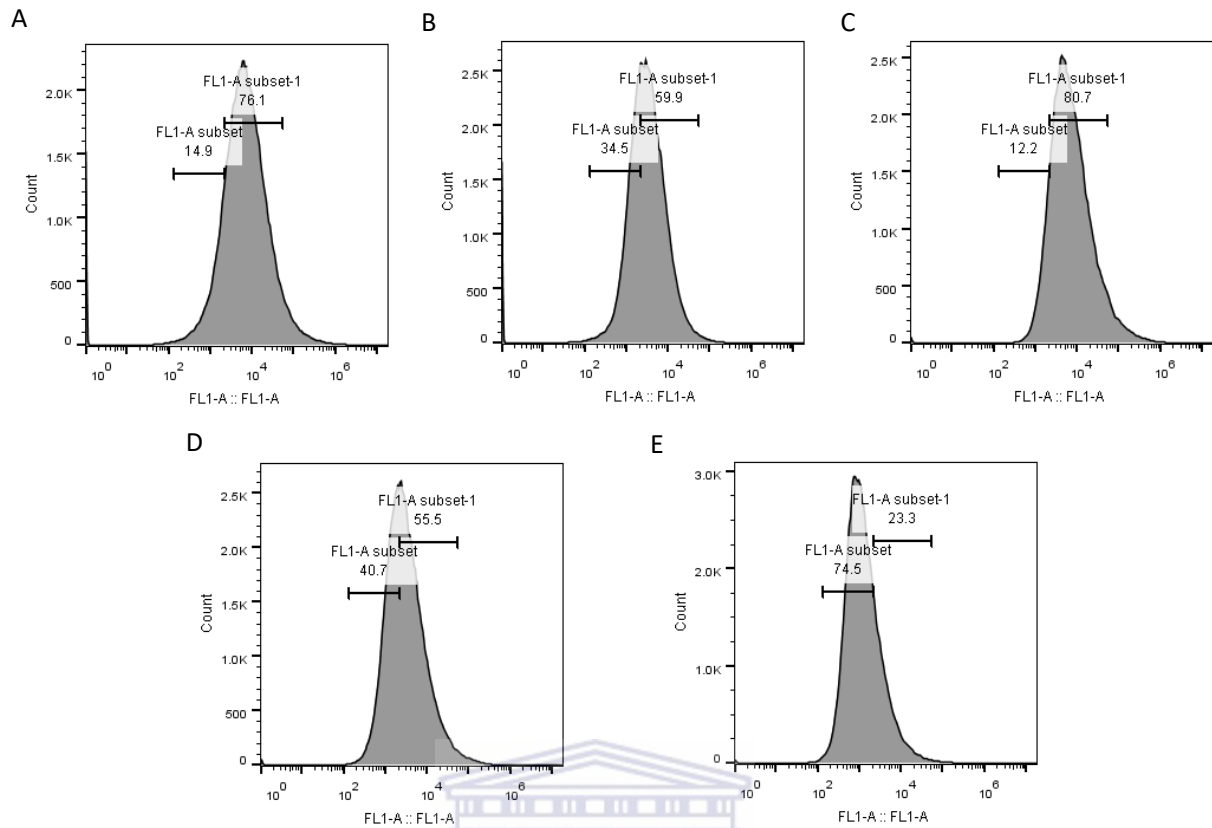 A
FL1-A subset-1
76.1
FL1-A subset
14.9
2.0K
1.5K
1.0K
500
0
Count
10^0 10^2 10^4 10^6
FL1-A :: FL1-A
B
FL1-A subset-1
59.9
FL1-A subset
34.5
2.5K
2.0K
1.5K
1.0K
500
0
Count
10^0 10^2 10^4 10^6
FL1-A :: FL1-A
C
FL1-A subset-1
80.7
FL1-A subset
12.2
2.5K
2.0K
1.5K
1.0K
500
0
Count
10^0 10^2 10^4 10^6
FL1-A :: FL1-A
D
FL1-A subset-1
55.5
FL1-A subset
40.7
2.5K
2.0K
1.5K
1.0K
500
0
Count
10^0 10^2 10^4 10^6
FL1-A :: FL1-A
E
FL1-A subset-1
23.3
FL1-A subset
74.5
3.0K
2.0K
1.0K
0
Count
10^0 10^2 10^4 10^6
FL1-A :: FL1-A